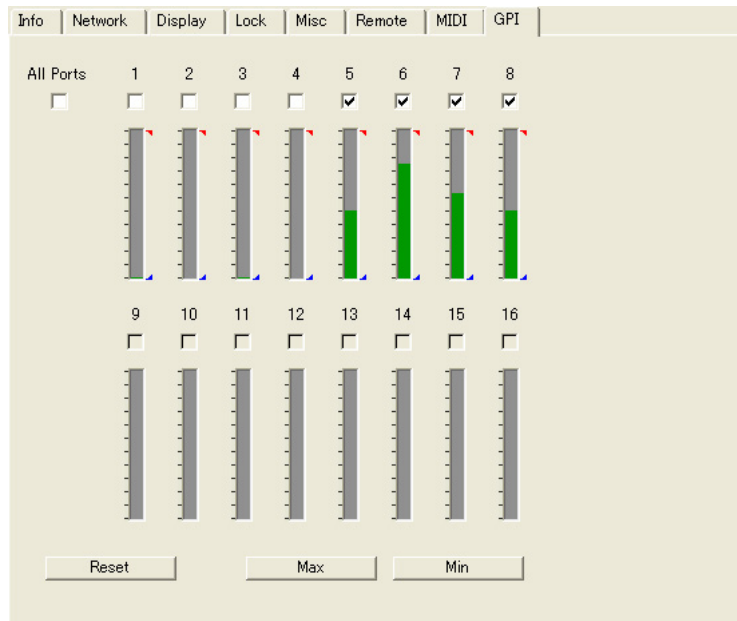 Info Network Display Lock Misc Remote MIDI GPI
All Ports 1 2 3 4 5 6 7 8
9 10 11 12 13 14 15 16
Reset Max Min